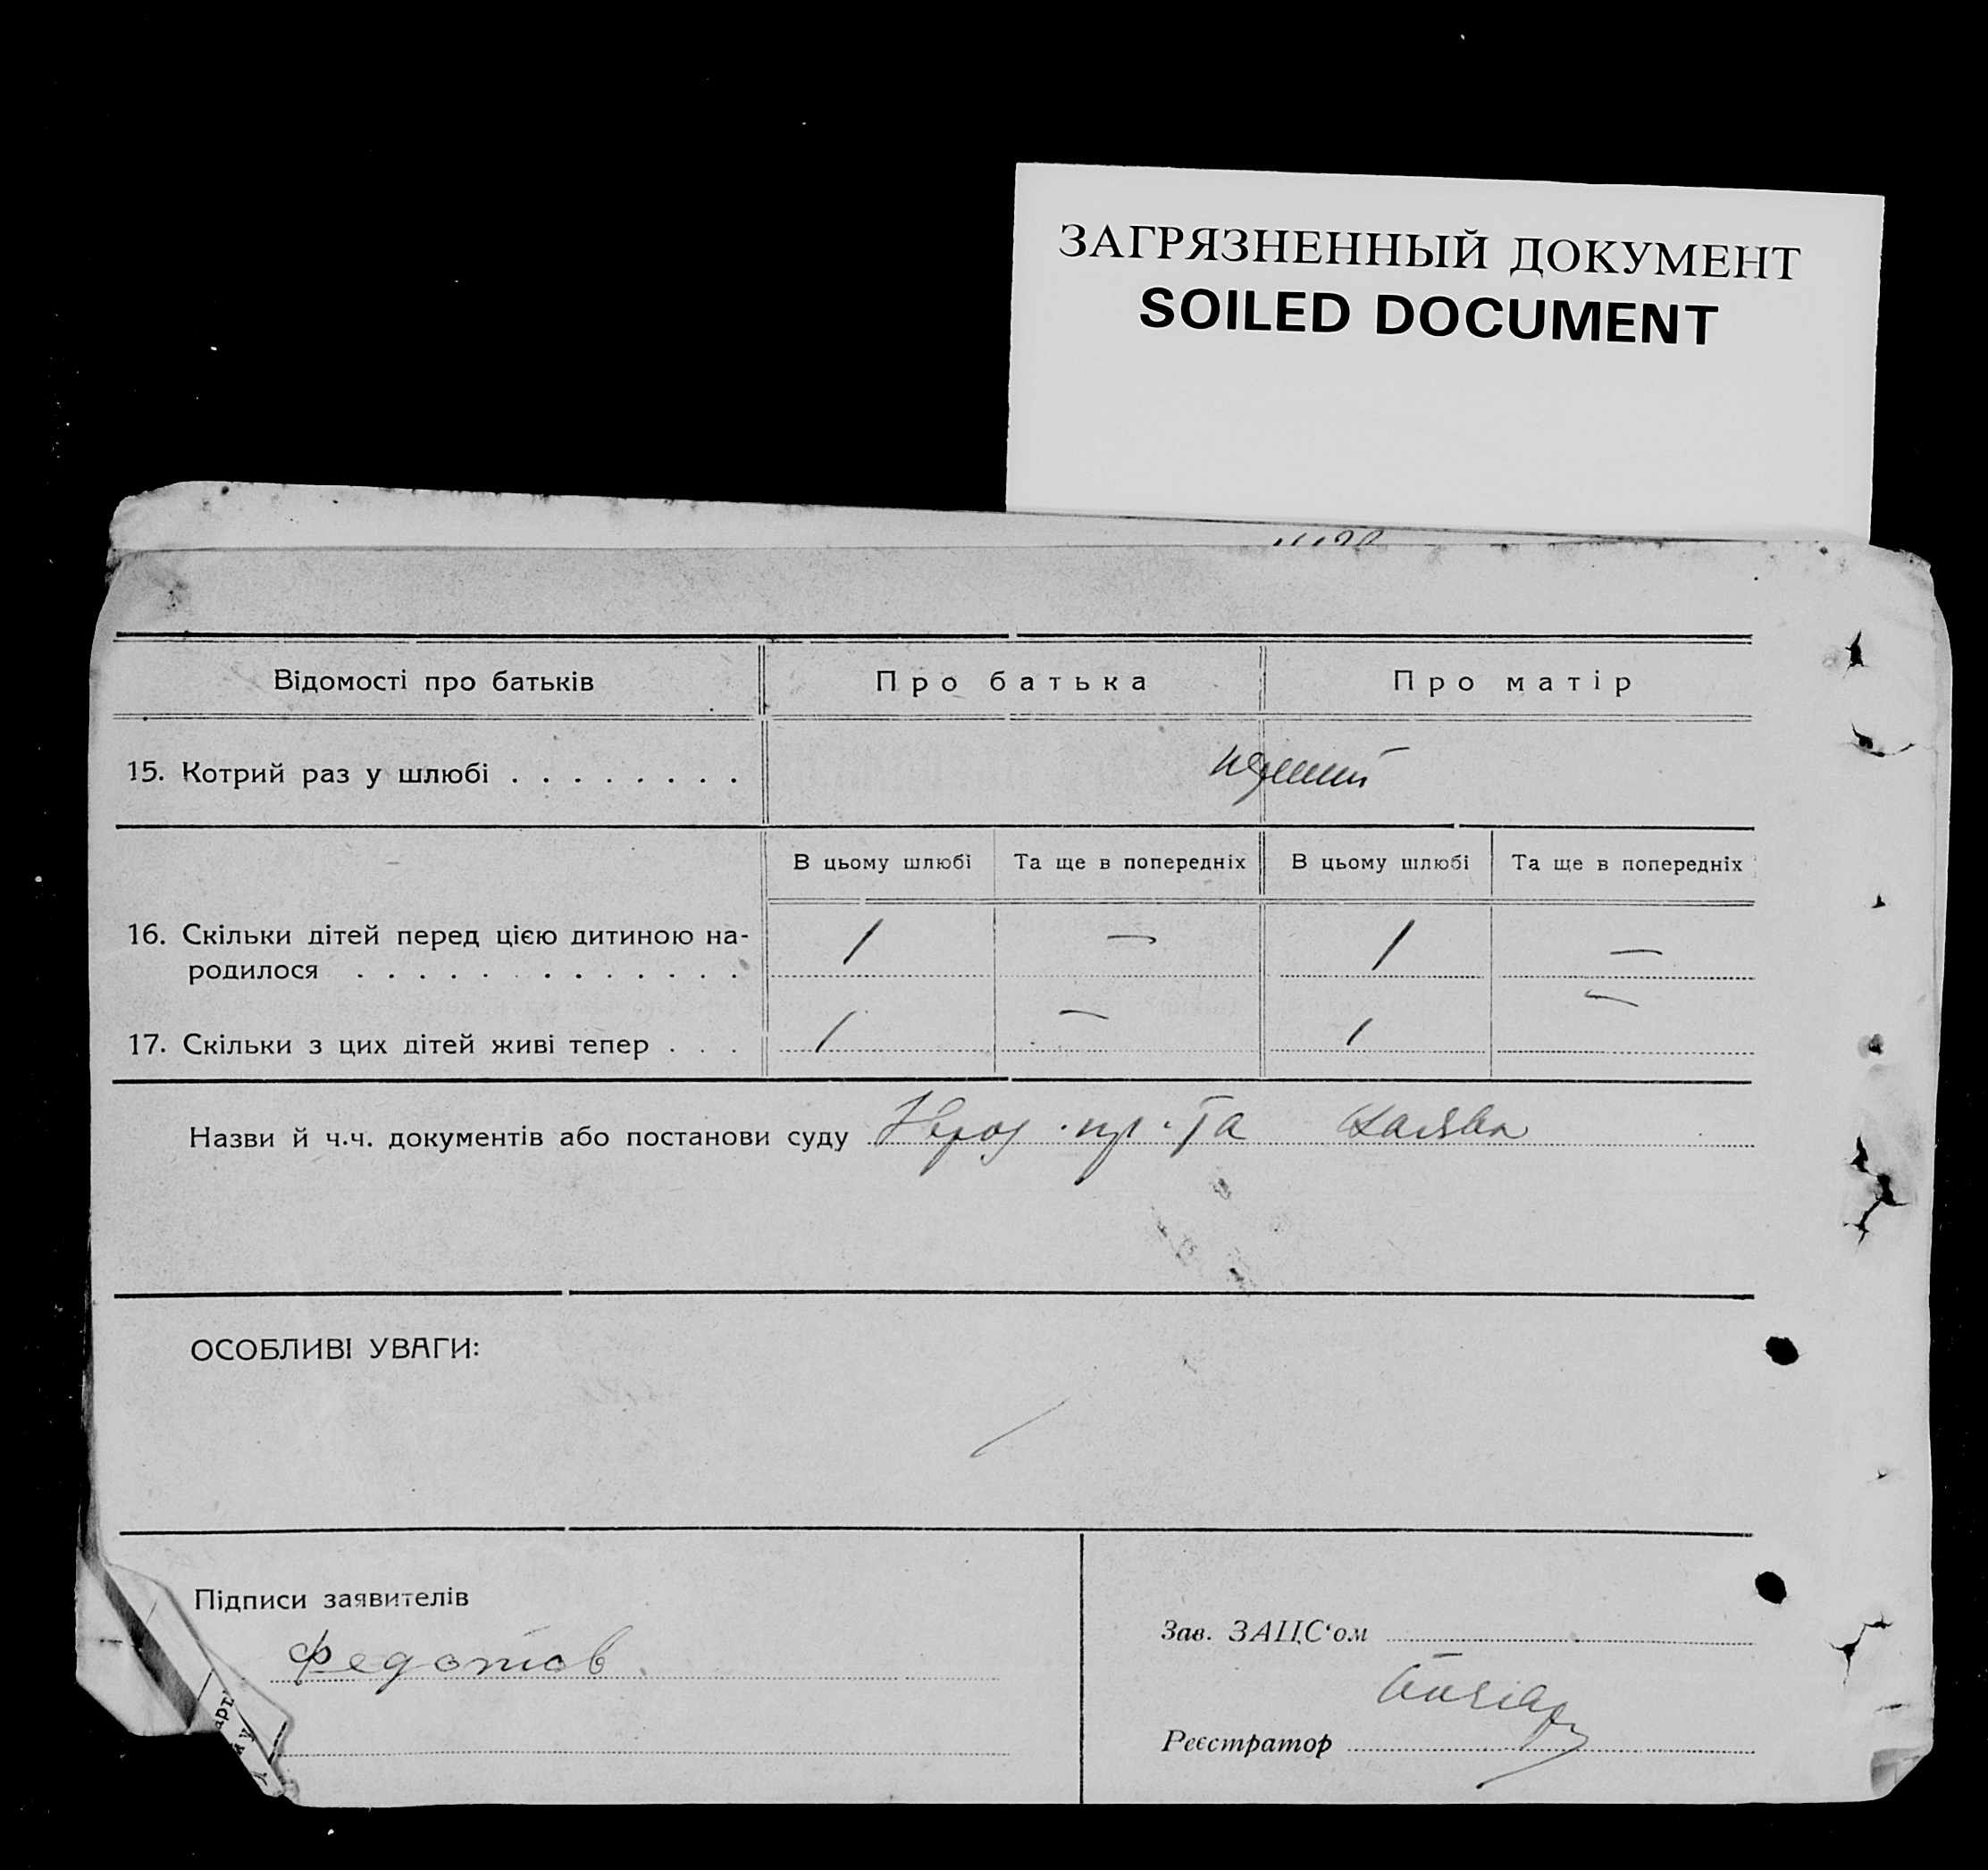 ЗАГРЯЗНЕННЫЙ ДОКУМЕНТ
SOILED DOCUMENT
Відомості про батьків Про батька Про матір
15. Котрий раз у шлюбі . . . . . . . .
В цьому шлюбі Та ще в попередніх В цьому шлюбі Та ще в попередніх
16. Скільки дітей перед цією дитиною на-
родилося . . . . . . . . . . . . . 1 — 1 —
17. Скільки з цих дітей живі тепер . . . 1 — 1 —
Назви й ч.ч. документів або постанови суду
ОСОБЛИВІ УВАГИ:
Підписи заявителів
Федотов
Зав. ЗАЦС‘ом
Реєстратор